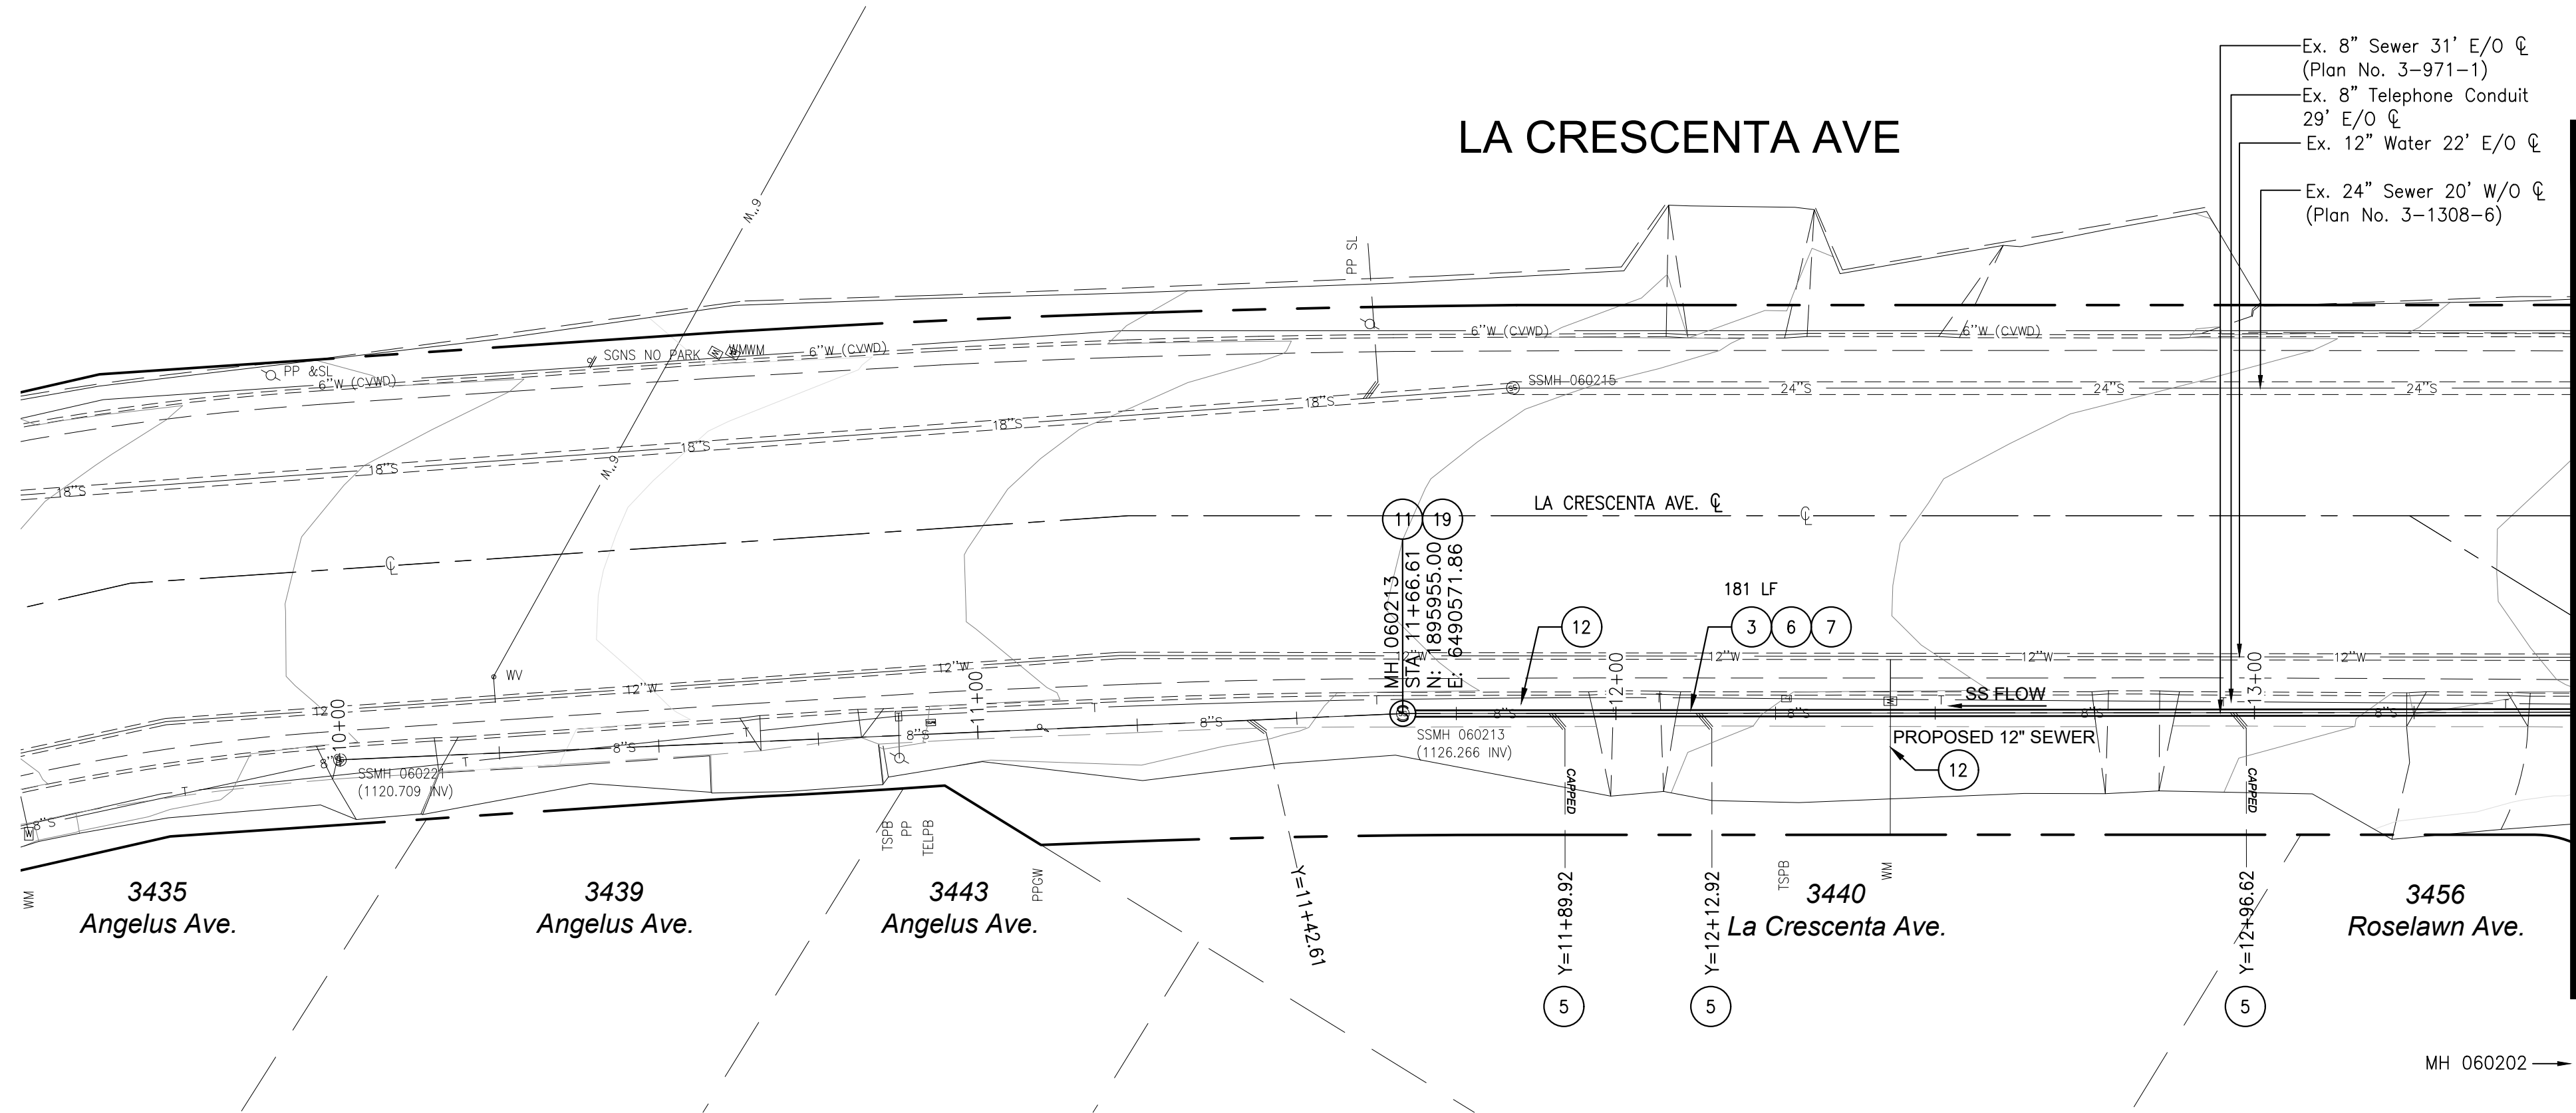 Ex. 8" Sewer 31' E/O ℄
(Plan No. 3-971-1)
Ex. 8" Telephone Conduit
29' E/O ℄
Ex. 12" Water 22' E/O ℄
Ex. 24" Sewer 20' W/O ℄
(Plan No. 3-1308-6)
LA CRESCENTA AVE
6"W
PP SL
6"W (CVWD)
6"W (CVWD)
SGNS NO PARK
WMWM
6"W (CVWD)
PP &SL
6"W (CVWD)
SSMH 060215
24"S
24"S
24"S
18"S
18"S
18"S
18"S
18"S
6"W
LA CRESCENTA AVE. ℄
℄
℄
11
19
MH 060213
STA 11+66.61
N: 1895955.00
E: 6490571.86
181 LF
12
3
6
7
12"W
12"W
12"W
12"W
12"W
12"W
12
WV
10+00
11+00
12+00
13+00
SS FLOW
T
T
T
T
T
T
T
T
8"S
8"S
8"S
8"S
8"S
8"S
8"S
8"S
8"S
SSMH 060221
(1120.709 INV)
SSMH 060213
(1126.266 INV)
PROPOSED 12" SEWER
12
CAPPED
CAPPED
W
8"S
TSPB
PP
TELPB
PPGW
TSPB
WM
WM
3435
Angelus Ave.
3439
Angelus Ave.
3443
Angelus Ave.
3440
La Crescenta Ave.
3456
Roselawn Ave.
Y=11+42.61
Y=11+89.92
Y=12+12.92
Y=12+96.62
5
5
5
MH 060202